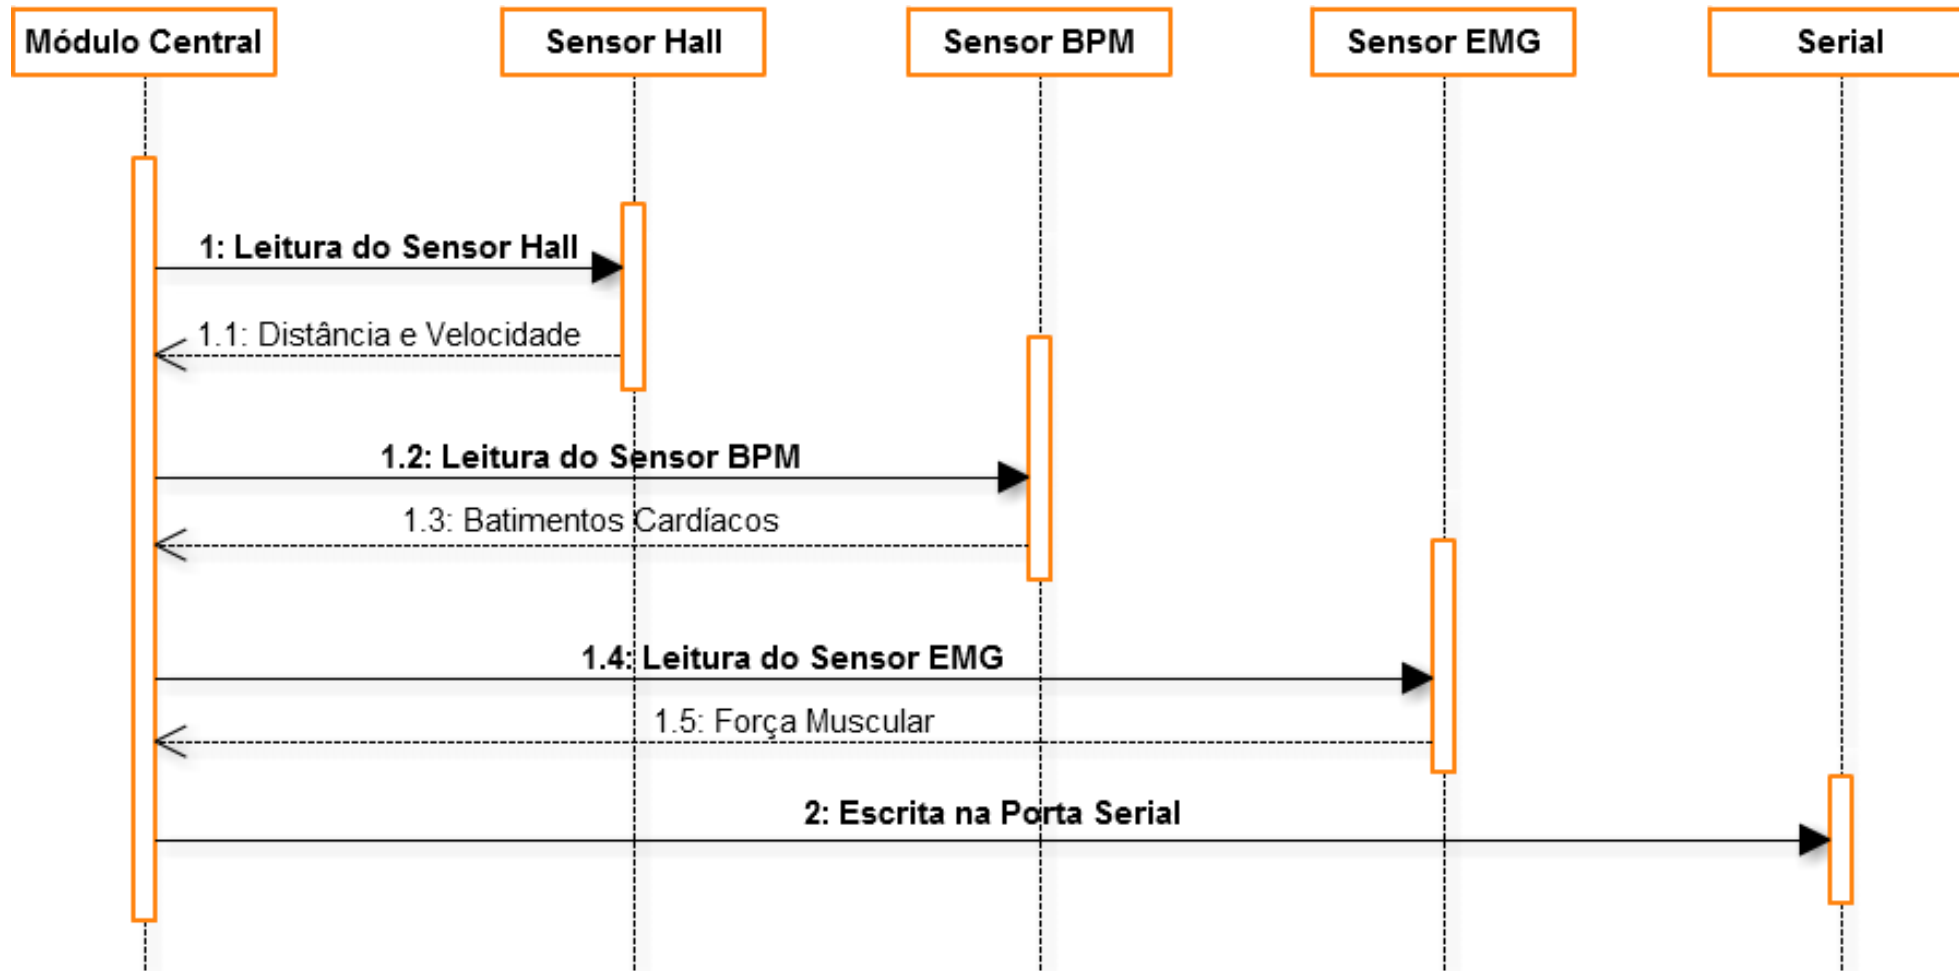 Módulo Central
Sensor Hall
Sensor BPM
Sensor EMG
Serial
1: Leitura do Sensor Hall
1.1: Distância e Velocidade
1.2: Leitura do Sensor BPM
1.3: Batimentos Cardíacos
1.4: Leitura do Sensor EMG
1.5: Força Muscular
2: Escrita na Porta Serial